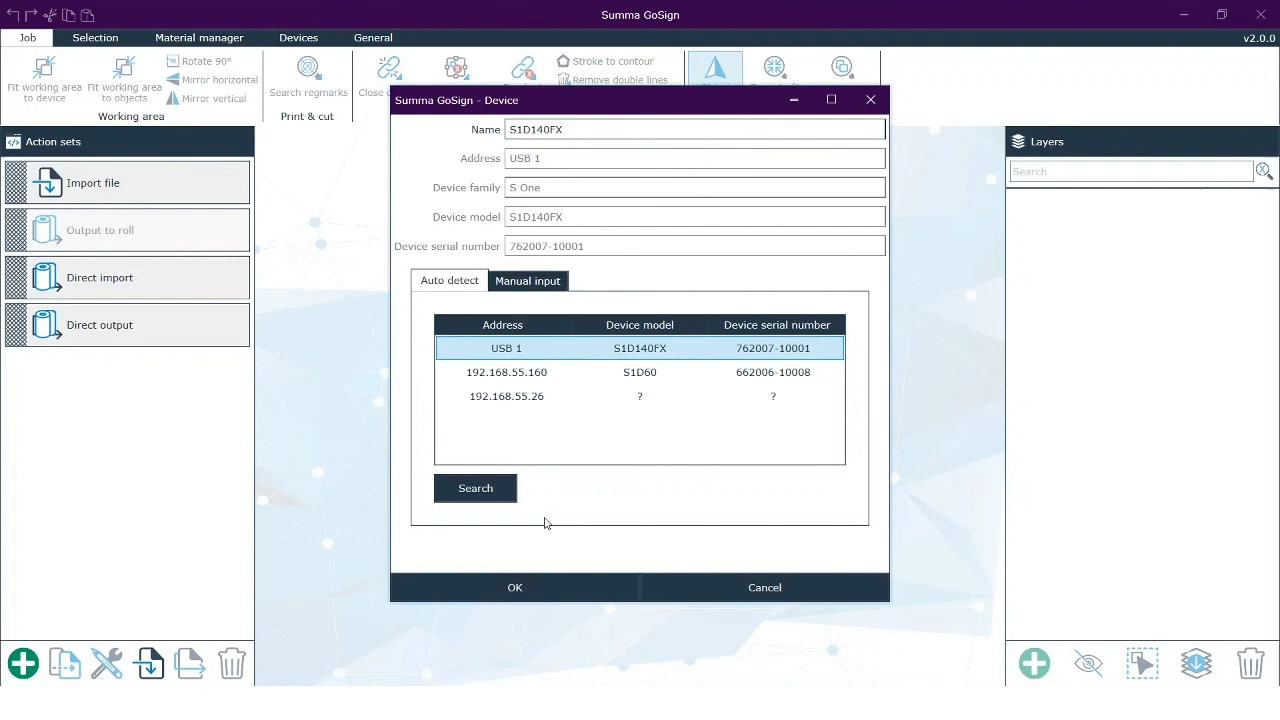 Summa GoSign
Job Selection Material manager Devices General v2.0.0
Fit working area to device
Fit working area to objects
Rotate 90°
Mirror horizontal
Mirror vertical
Working area
Search regmarks
Print & cut
Close
Stroke to contour
Remove double lines
Action sets
Import file
Output to roll
Direct import
Direct output
Summa GoSign - Device
Name S1D140FX
Address USB 1
Device family S One
Device model S1D140FX
Device serial number 762007-10001
Auto detect Manual input
Address Device model Device serial number
USB 1 S1D140FX 762007-10001
192.168.55.160 S1D60 662006-10008
192.168.55.26 ? ?
Search
OK Cancel
Layers
Search